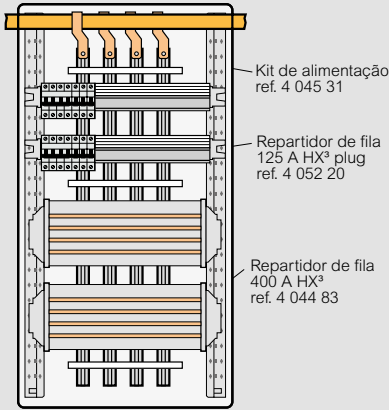 Kit de alimentação
ref. 4 045 31
Repartidor de fila
125 A HX³ plug
ref. 4 052 20
Repartidor de fila
400 A HX³
ref. 4 044 83